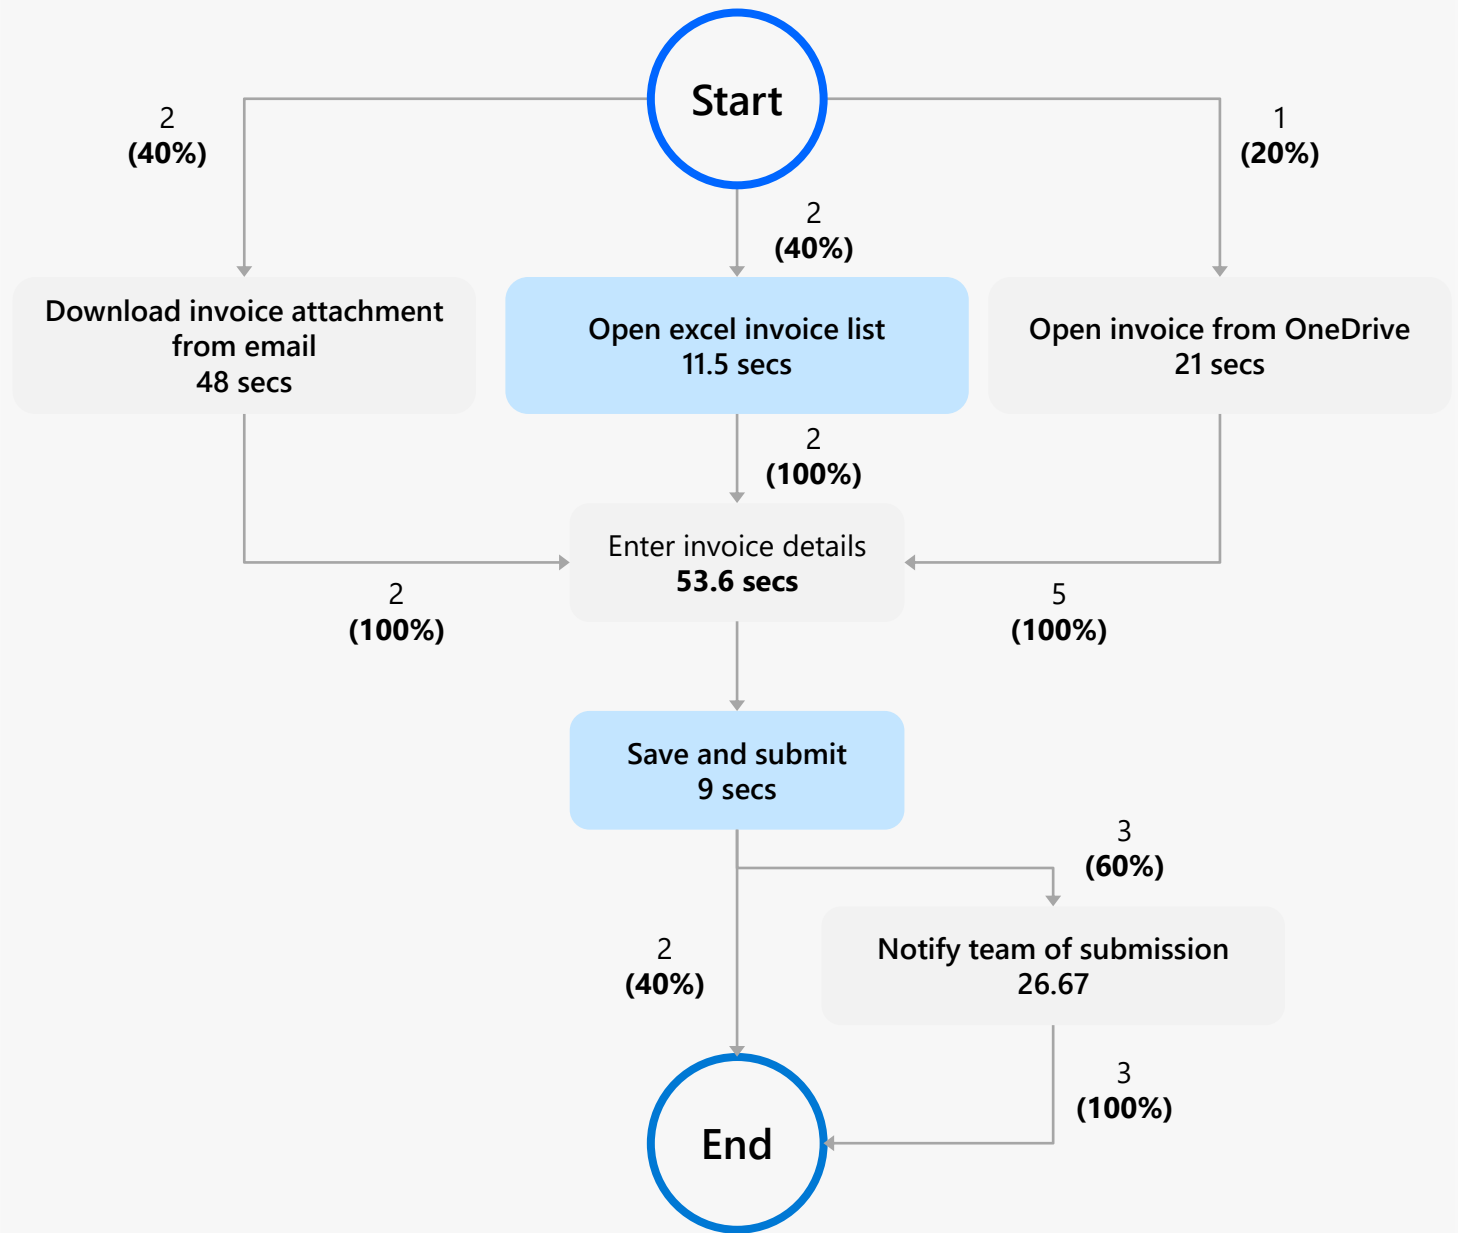 Start
2
(40%)
2
(40%)
1
(20%)
Download invoice attachment
from email
48 secs
Open excel invoice list
11.5 secs
Open invoice from OneDrive
21 secs
2
(100%)
Enter invoice details
53.6 secs
2
(100%)
5
(100%)
Save and submit
9 secs
3
(60%)
2
(40%)
Notify team of submission
26.67
3
(100%)
End